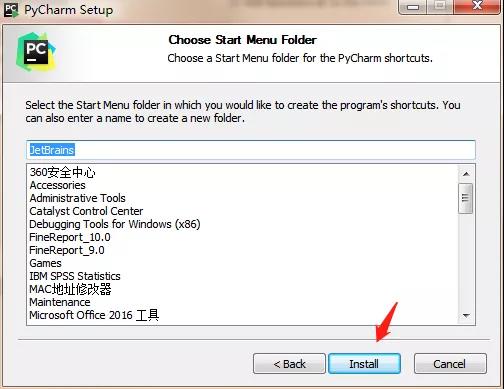 PyCharm Setup
PC
Choose Start Menu Folder
Choose a Start Menu folder for the PyCharm shortcuts.
PC
Select the Start Menu folder in which you would like to create the program's shortcuts. You
can also enter a name to create a new folder.
JetBrains
360安全中心
Accessories
Administrative Tools
Catalyst Control Center
Debugging Tools for Windows (x86)
FineReport_10.0
FineReport_9.0
Games
IBM SPSS Statistics
MAC地址修改器
Maintenance
Microsoft Office 2016 工具
< Back
Install
Cancel